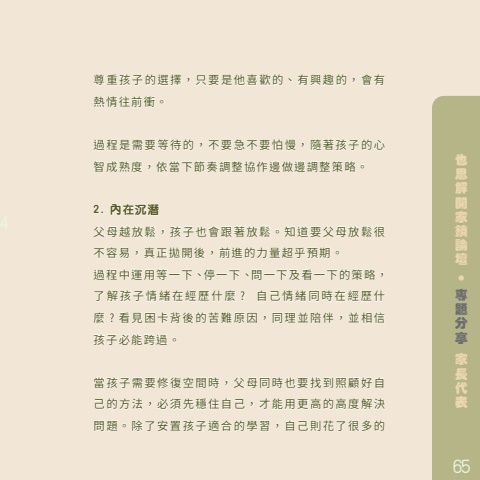 尊重孩子的選擇，只要是他喜歡的、有興趣的，會有
熱情往前衝。
過程是需要等待的，不要急不要怕慢，隨著孩子的心
智成熟度，依當下節奏調整協作邊做邊調整策略。
2. 內在沉澱
父母越放鬆，孩子也會跟著放鬆。知道要父母放鬆很
不容易，真正拋開後，前進的力量超乎預期。
過程中運用等一下、停一下、問一下及看一下的策略，
了解孩子情緒在經歷什麼？ 自己情緒同時在經歷什
麼？看見困卡背後的苦難原因，同理並陪伴，並相信
孩子必能跨過。
當孩子需要修復空間時，父母同時也要找到照顧好自
己的方法，必須先穩住自己，才能用更高的高度解決
問題。除了安置孩子適合的學習，自己則花了很多的
4
專題分享 家長代表
65